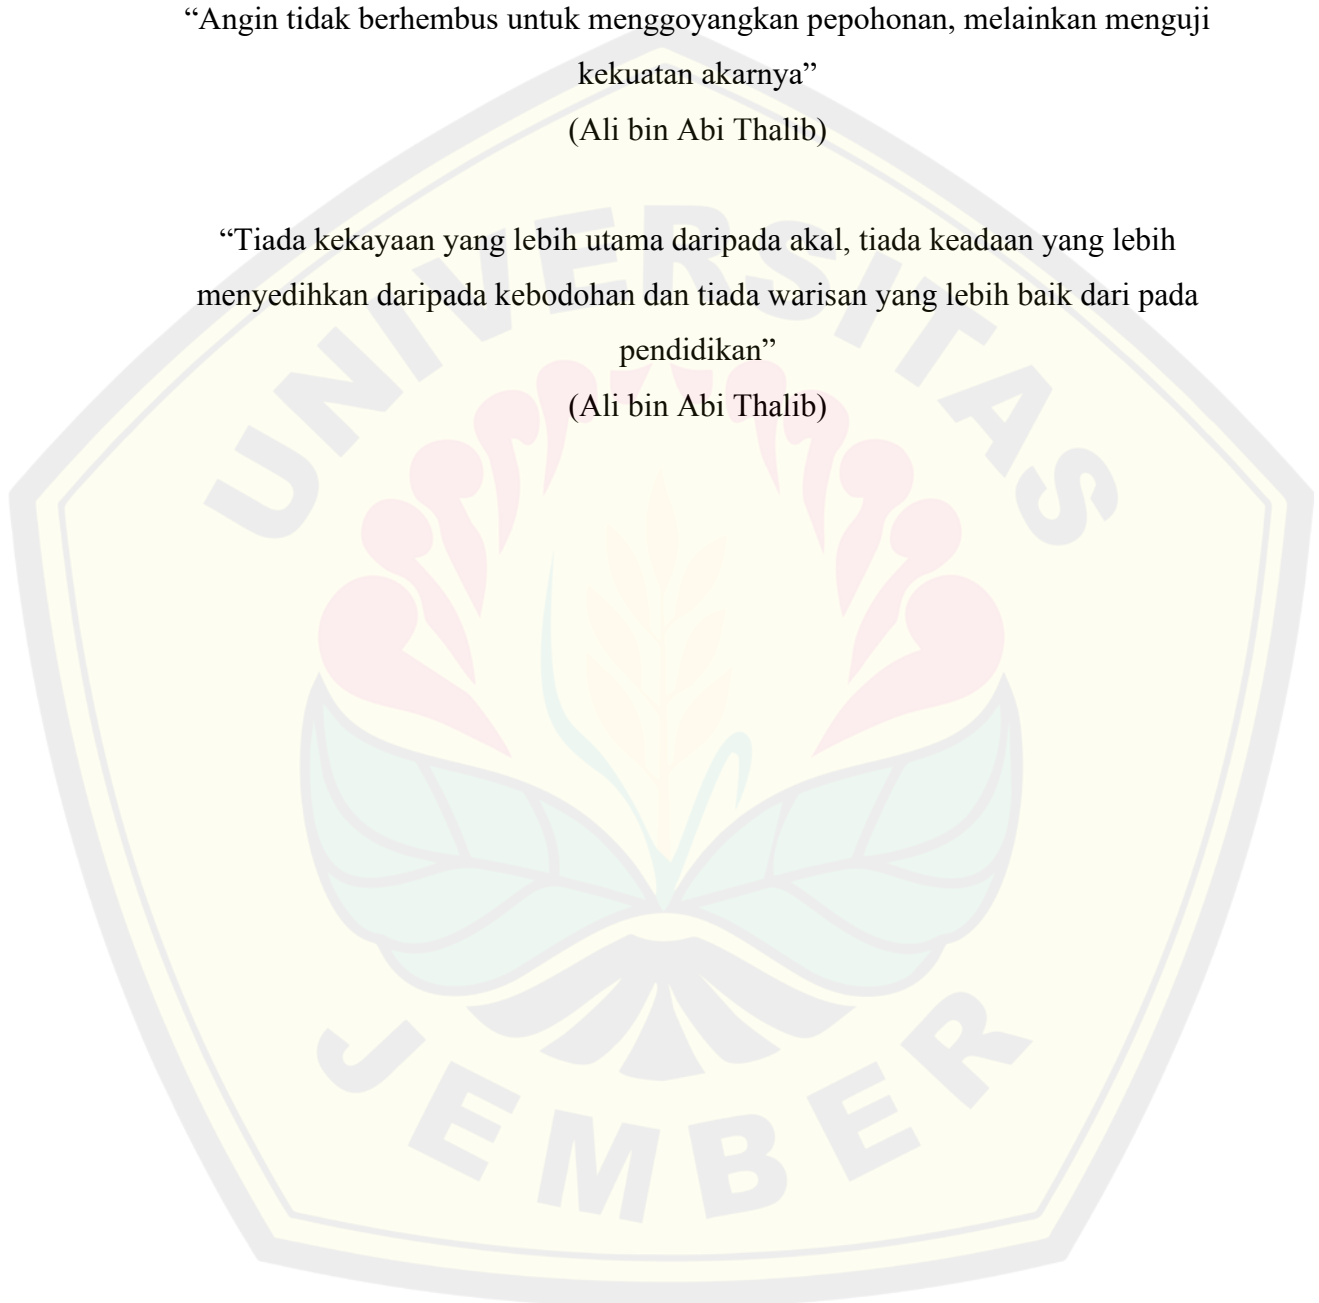 “Angin tidak berhembus untuk menggoyangkan pepohonan, melainkan menguji
kekuatan akarnya”
(Ali bin Abi Thalib)
“Tiada kekayaan yang lebih utama daripada akal, tiada keadaan yang lebih
menyedihkan daripada kebodohan dan tiada warisan yang lebih baik dari pada
pendidikan”
(Ali bin Abi Thalib)
UNIVERSITAS
JEMBER